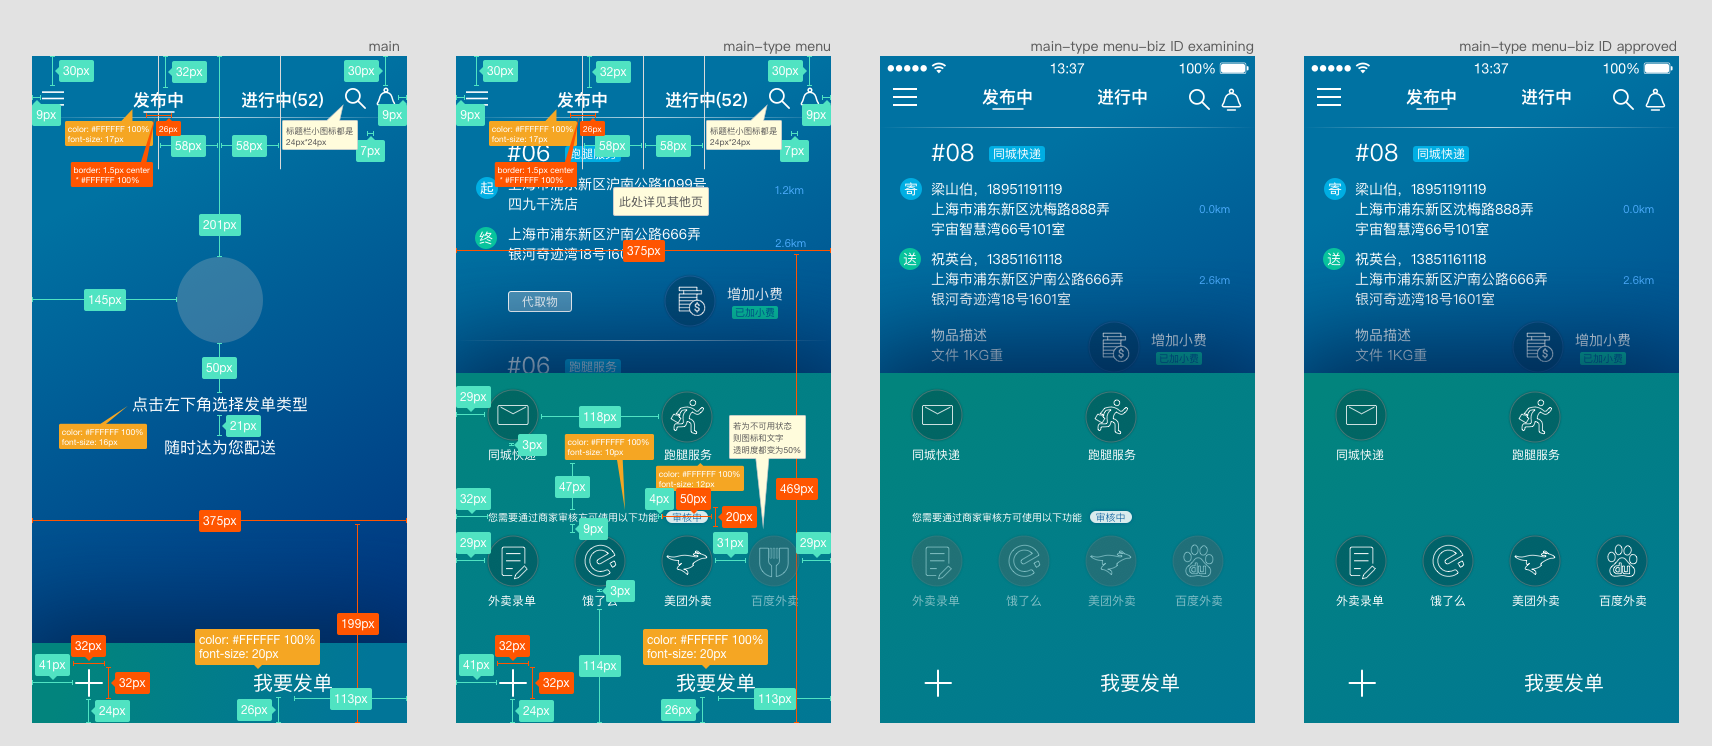 main
30px
32px
30px
发布中
进行中(52)
9px
9px
color: #FFFFFF 100%
font-size: 17px
26px
标题栏小图标都是
24px*24px
58px
58px
7px
border: 1.5px center
* #FFFFFF 100%
201px
145px
50px
点击左下角选择发单类型
21px
color: #FFFFFF 100%
font-size: 16px
随时达为您配送
375px
199px
color: #FFFFFF 100%
font-size: 20px
32px
41px
32px
我要发单
113px
24px
26px
main-type menu
30px
32px
30px
发布中
进行中(52)
9px
9px
color: #FFFFFF 100%
font-size: 17px
26px
标题栏小图标都是
24px*24px
58px
58px
7px
#06
跑腿服务
border: 1.5px center
* #FFFFFF 100%
起
上海市浦东新区沪南公路1099号
四九干洗店
1.2km
此处详见其他页
终
上海市浦东新区沪南公路666弄
银河奇迹湾18号160
2.6km
375px
代取物
增加小费
已加小费
#06
跑腿服务
29px
118px
若为不可用状态
则图标和文字
透明度都变为50%
3px
color: #FFFFFF 100%
font-size: 10px
同城快递
跑腿服务
color: #FFFFFF 100%
font-size: 12px
47px
469px
32px
4px
50px
您需要通过商家审核方可使用以下功能
审核中
20px
9px
29px
31px
29px
3px
外卖录单
饿了么
美团外卖
百度外卖
color: #FFFFFF 100%
font-size: 20px
32px
41px
114px
32px
我要发单
113px
24px
26px
main-type menu-biz ID examining
13:37
100%
发布中
进行中
#08
同城快递
寄
梁山伯，18951191119
上海市浦东新区沈梅路888弄
宇宙智慧湾66号101室
0.0km
送
祝英台，13851161118
上海市浦东新区沪南公路666弄
银河奇迹湾18号1601室
2.6km
物品描述
文件 1KG重
增加小费
已加小费
同城快递
跑腿服务
您需要通过商家审核方可使用以下功能
审核中
外卖录单
饿了么
美团外卖
du
百度外卖
我要发单
main-type menu-biz ID approved
13:37
100%
发布中
进行中
#08
同城快递
寄
梁山伯，18951191119
上海市浦东新区沈梅路888弄
宇宙智慧湾66号101室
0.0km
送
祝英台，13851161118
上海市浦东新区沪南公路666弄
银河奇迹湾18号1601室
2.6km
物品描述
文件 1KG重
增加小费
已加小费
同城快递
跑腿服务
外卖录单
饿了么
美团外卖
du
百度外卖
我要发单